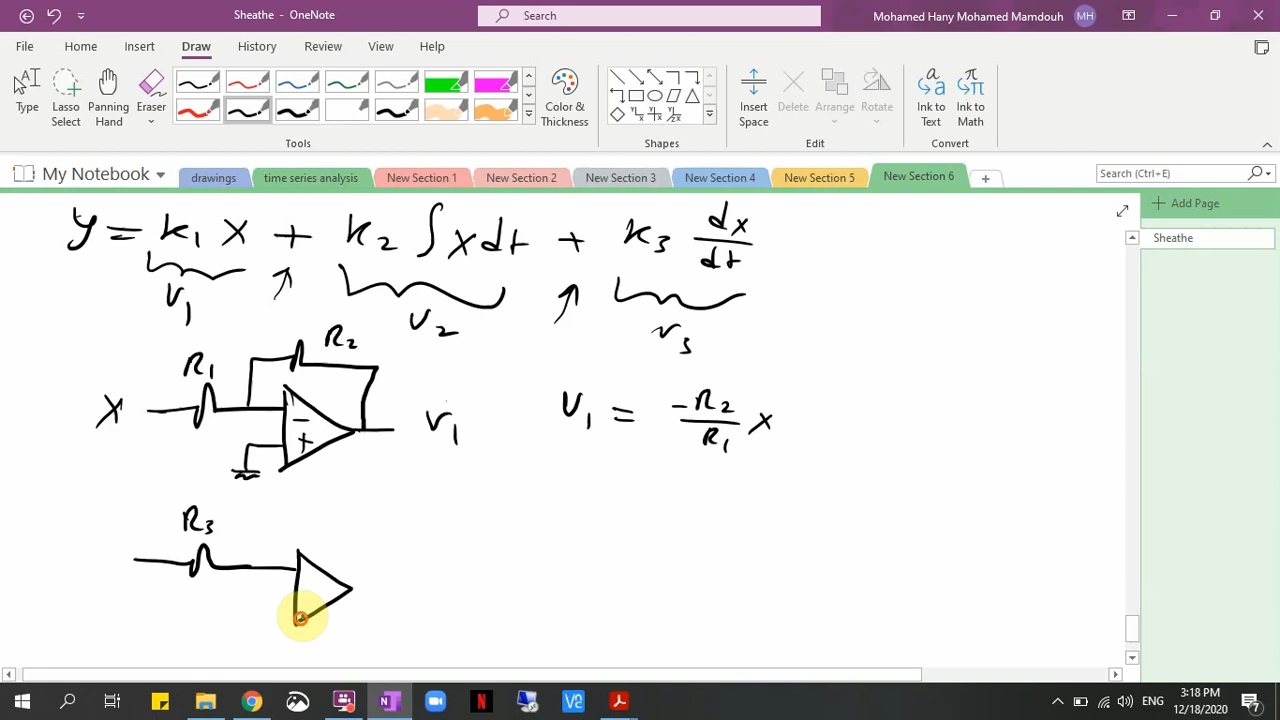 Sheathe - OneNote
Search
Mohamed Hany Mohamed Mamdouh
MH
File Home Insert Draw History Review View Help
Type
Lasso Select
Panning Hand
Eraser
Color & Thickness
Insert Space
Delete
Arrange
Rotate
Ink to Text
Ink to Math
Tools
Shapes
Edit
Convert
My Notebook
drawings
time series analysis
New Section 1
New Section 2
New Section 3
New Section 4
New Section 5
New Section 6
Search (Ctrl+E)
Add Page
Sheathe
y = k₁ x + k₂ ∫ x dt + k₃ dx/dt
v₁
v₂
v₃
R₂
R₁
x
−
+
v₁
v₁ = -R₂/R₁ x
R₃
ENG
3:18 PM
12/18/2020
7